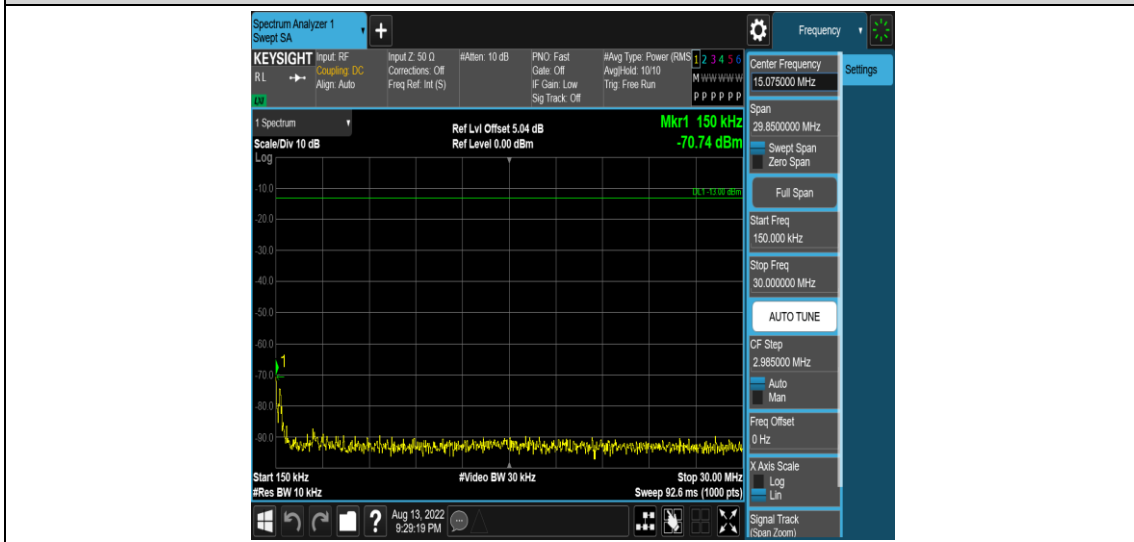 Spectrum Analyzer 1
Swept SA
+
Frequency
KEYSIGHT
RL
LXI
Input: RF
Coupling: DC
Align: Auto
Input Z: 50 Ω
Corrections: Off
Freq Ref: Int (S)
#Atten: 10 dB
PNO: Fast
Gate: Off
IF Gain: Low
Sig Track: Off
#Avg Type: Power (RMS
Avg|Hold: 10/10
Trig: Free Run
1 2 3 4 5 6
M W W W W W
P P P P P P
1 Spectrum
Scale/Div 10 dB
Log
Ref Lvl Offset 5.04 dB
Ref Level 0.00 dBm
Mkr1 150 kHz
-70.74 dBm
DL1 -13.00 dBm
-10.0
-20.0
-30.0
-40.0
-50.0
-60.0
1
-70.0
-80.0
-90.0
Start 150 kHz
#Res BW 10 kHz
#Video BW 30 kHz
Stop 30.00 MHz
Sweep 92.6 ms (1000 pts)
?
Aug 13, 2022
9:29:19 PM
Center Frequency
15.075000 MHz
Settings
Span
29.8500000 MHz
Swept Span
Zero Span
Full Span
Start Freq
150.000 kHz
Stop Freq
30.000000 MHz
AUTO TUNE
CF Step
2.985000 MHz
Auto
Man
Freq Offset
0 Hz
X Axis Scale
Log
Lin
Signal Track
(Span Zoom)